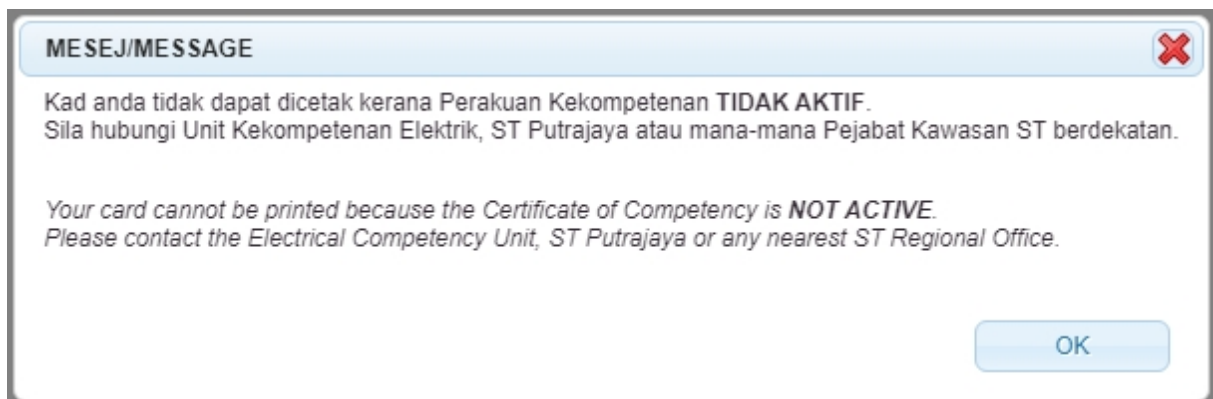 MESEJ/MESSAGE
Kad anda tidak dapat dicetak kerana Perakuan Kekompetenan TIDAK AKTIF.
Sila hubungi Unit Kekompetenan Elektrik, ST Putrajaya atau mana-mana Pejabat Kawasan ST berdekatan.
Your card cannot be printed because the Certificate of Competency is NOT ACTIVE.
Please contact the Electrical Competency Unit, ST Putrajaya or any nearest ST Regional Office.
OK